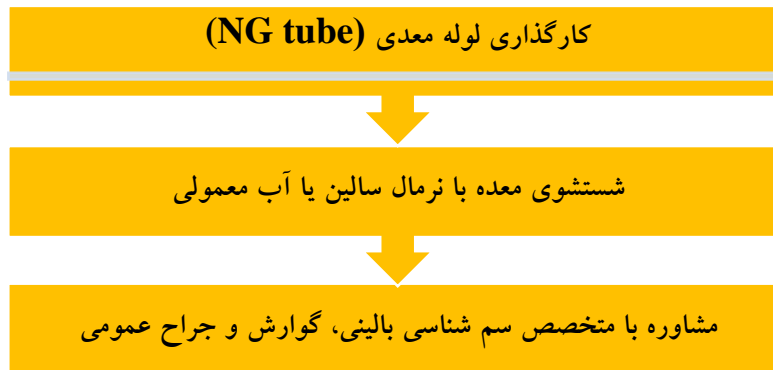 کارگذاری لوله معدی (NG tube)
شستشوی معده با نرمال سالین یا آب معمولی
مشاوره با متخصص سم شناسی بالینی، گوارش و جراح عمومی